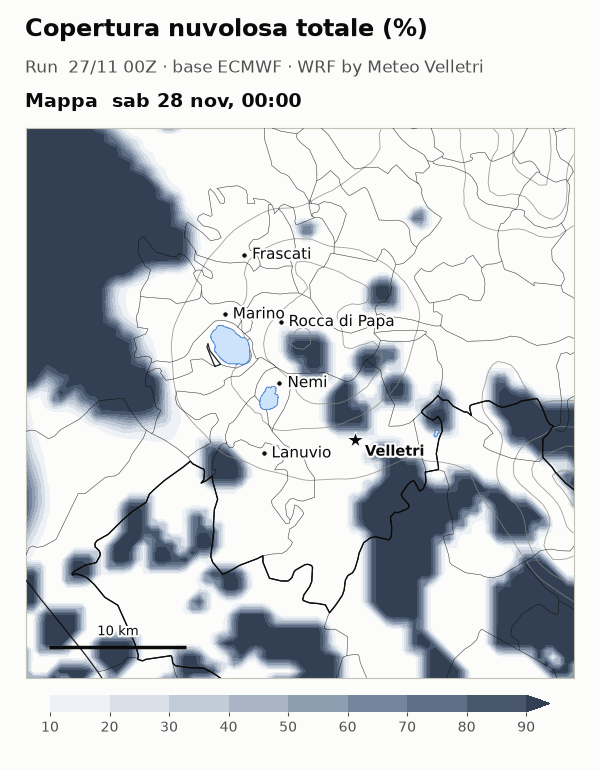 Copertura nuvolosa totale (%)
Run 27/11 00Z · base ECMWF · WRF by Meteo Velletri
Mappa sab 28 nov, 00:00
Frascati
Marino
Rocca di Papa
Nemi
Velletri
Lanuvio
10 km
10 20 30 40 50 60 70 80 90